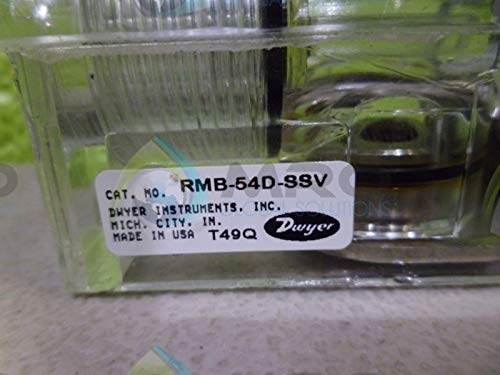 CAT. NO. RMB-54D-SSV
DWYER INSTRUMENTS, INC.
MICH. CITY, IN.
MADE IN USA T49Q
Dwyer